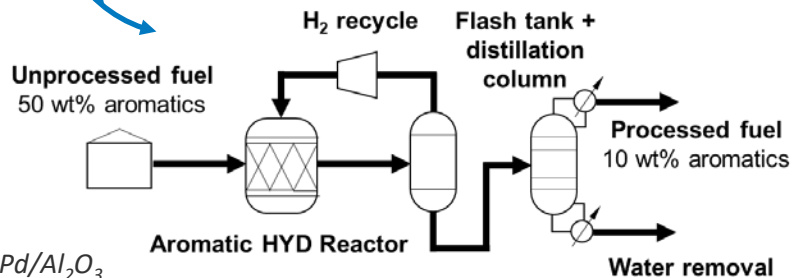 H₂ recycle
Flash tank +
distillation
column
Unprocessed fuel
50 wt% aromatics
Processed fuel
10 wt% aromatics
Aromatic HYD Reactor
Pd/Al₂O₃
Water removal